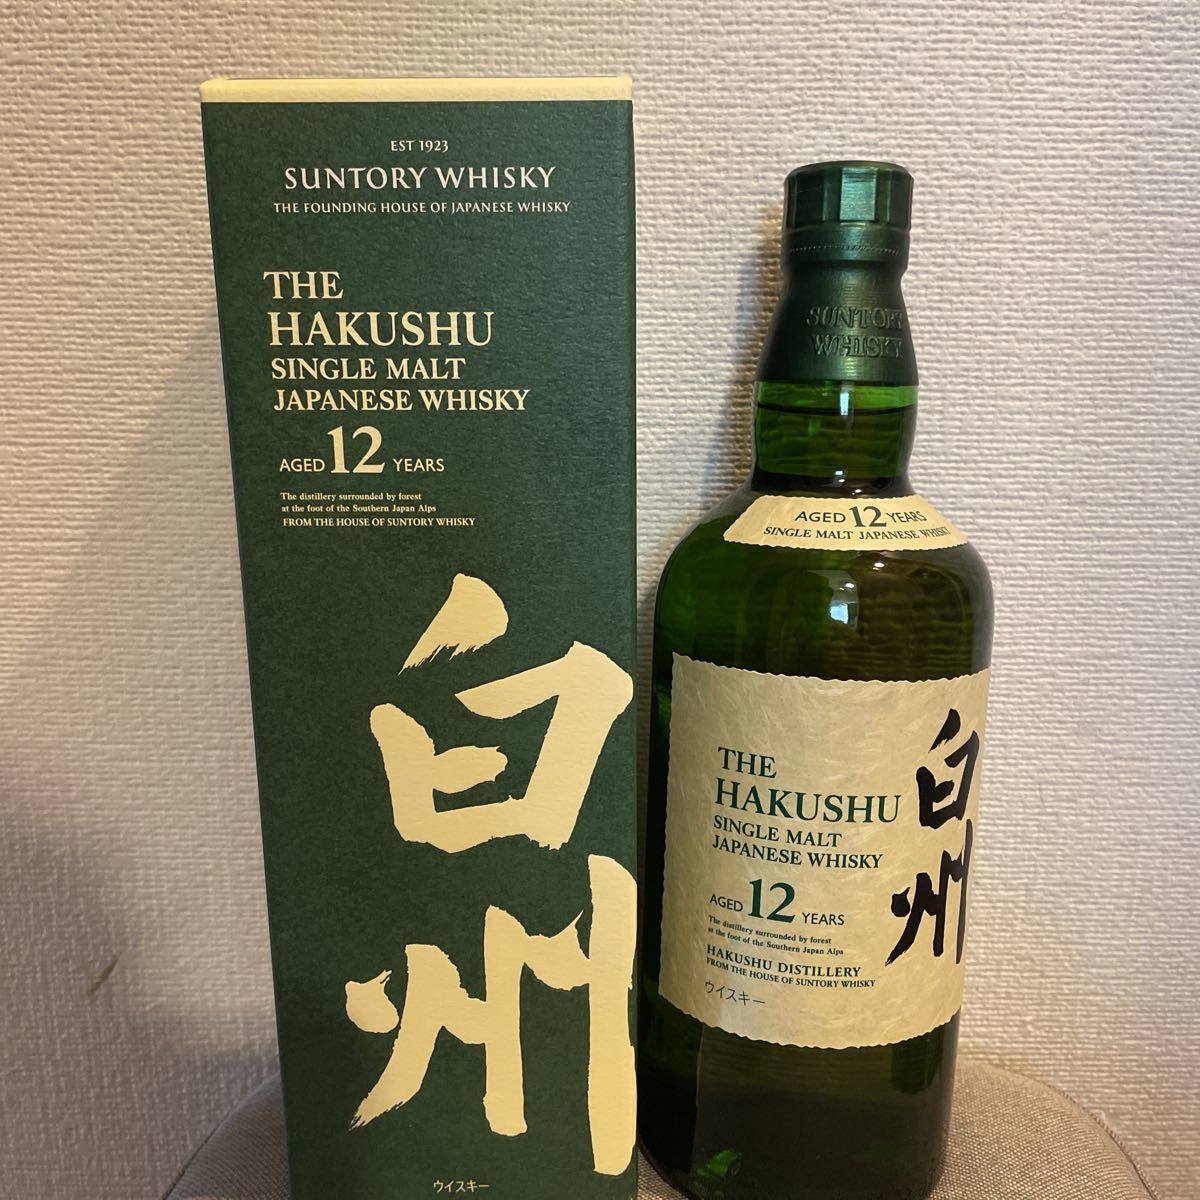 EST 1923
SUNTORY WHISKY
THE FOUNDING HOUSE OF JAPANESE WHISKY
THE
HAKUSHU
SINGLE MALT
JAPANESE WHISKY
AGED 12 YEARS
The distillery surrounded by forest
at the foot of the Southern Japan Alps
FROM THE HOUSE OF SUNTORY WHISKY
白州
ウイスキー
SUNTORY
WHISKY
AGED 12 YEARS
SINGLE MALT JAPANESE WHISKY
THE
HAKUSHU
SINGLE MALT
JAPANESE WHISKY
AGED 12 YEARS
The distillery surrounded by forest
at the foot of the Southern Japan Alps
HAKUSHU DISTILLERY
FROM THE HOUSE OF SUNTORY WHISKY
ウイスキー
白州